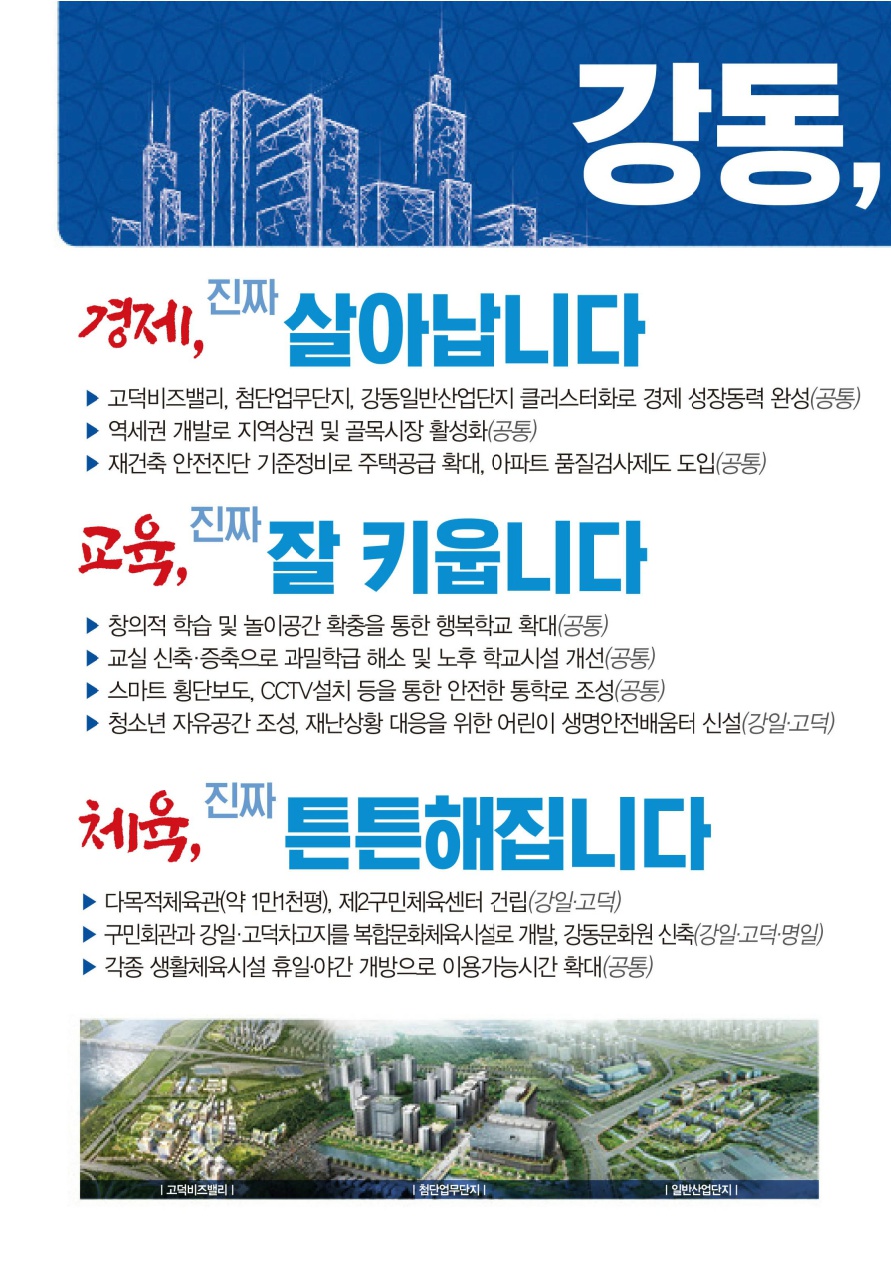 강동,
경제, 진짜 살아납니다
▶ 고덕비즈밸리, 첨단업무단지, 강동일반산업단지 클러스터화로 경제 성장동력 완성(공통)
▶ 역세권 개발로 지역상권 및 골목시장 활성화(공통)
▶ 재건축 안전진단 기준정비로 주택공급 확대, 아파트 품질검사제도 도입(공통)
교육, 진짜 잘 키웁니다
▶ 창의적 학습 및 놀이공간 확충을 통한 행복학교 확대(공통)
▶ 교실 신축·증축으로 과밀학급 해소 및 노후 학교시설 개선(공통)
▶ 스마트 횡단보도, CCTV설치 등을 통한 안전한 통학로 조성(공통)
▶ 청소년 자유공간 조성, 재난상황 대응을 위한 어린이 생명안전배움터 신설(강일·고덕)
체육, 진짜 튼튼해집니다
▶ 다목적체육관(약 1만1천평), 제2구민체육센터 건립(강일·고덕)
▶ 구민회관과 강일·고덕차고지를 복합문화체육시설로 개발, 강동문화원 신축(강일·고덕·명일)
▶ 각종 생활체육시설 휴일·야간 개방으로 이용가능시간 확대(공통)
| 고덕비즈밸리 | | 첨단업무단지 | | 일반산업단지 |